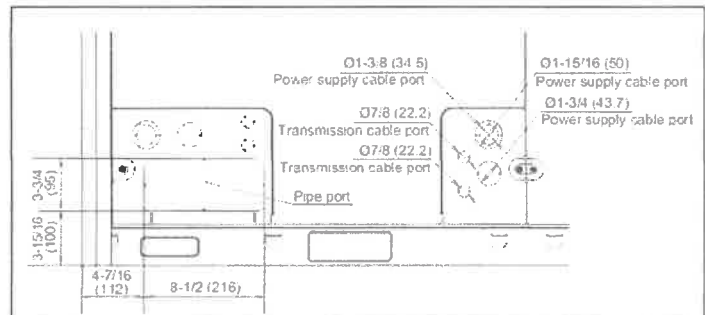 Ø1-3/8 (34.5)
Power supply cable port
Ø1-15/16 (50)
Power supply cable port
Ø1-3/4 (43.7)
Power supply cable port
Ø7/8 (22.2)
Transmission cable port
Ø7/8 (22.2)
Transmission cable port
Pipe port
3-3/4
(95)
3-15/16
(100)
4-7/16
(112)
8-1/2 (216)